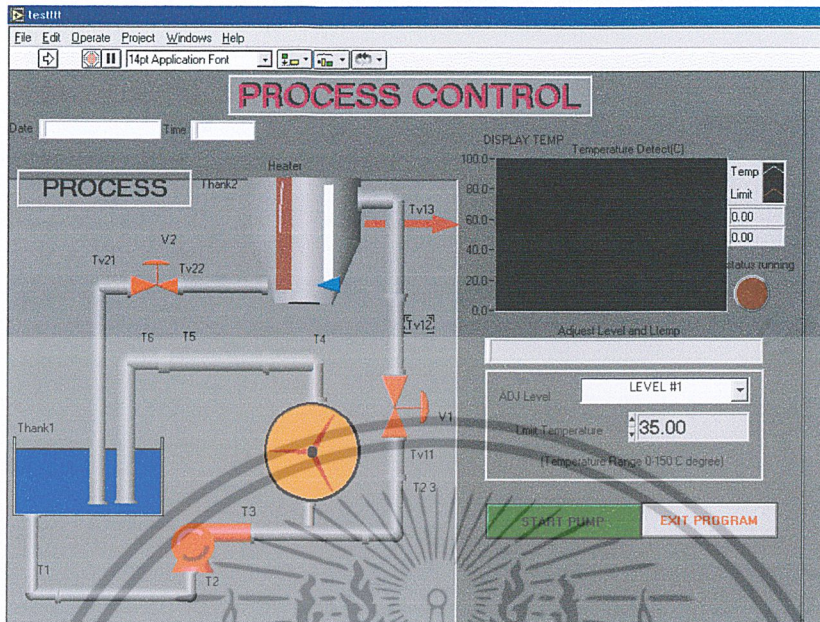 testttt
File Edit Operate Project Windows Help
14pt Application Font
PROCESS CONTROL
Date Time
DISPLAY TEMP
Temperature Detect(C)
100.0
80.0
60.0
40.0
20.0
0.0
Temp
Limit
0.00
0.00
status running
PROCESS
Thank2
Heater
Tv13
V2
Tv21
Tv22
Tv12
T6
T5
T4
V1
Tv11
Thank1
T2 3
T3
T1
T2
Adjuest Level and Ltemp
ADJ Level
LEVEL #1
Limit Temperature
35.00
(Temperature Range 0-150 C degree)
START PUMP
EXIT PROGRAM